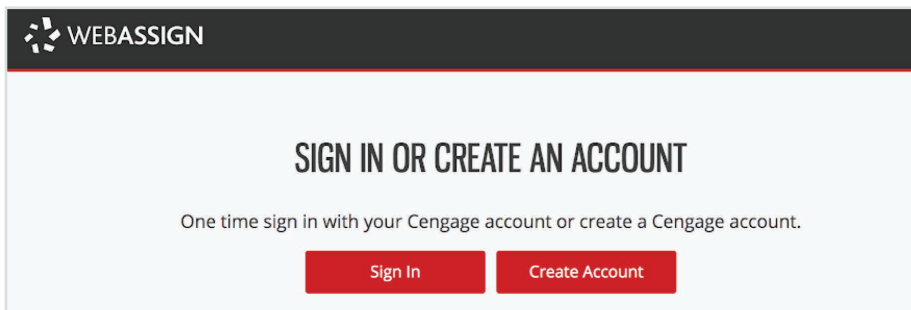 WEBASSIGN
SIGN IN OR CREATE AN ACCOUNT
One time sign in with your Cengage account or create a Cengage account.
Sign In
Create Account